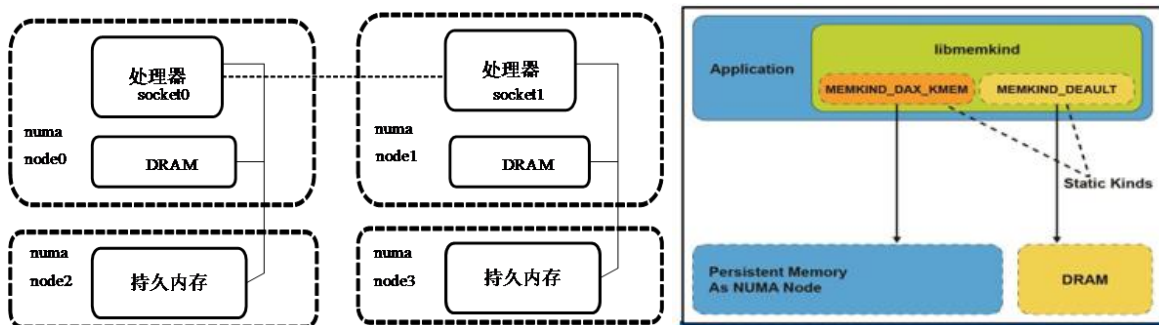 处理器
socket0
numa
node0
DRAM
numa
node2
持久内存
处理器
socket1
numa
node1
DRAM
numa
node3
持久内存
libmemkind
Application
MEMKIND_DAX_KMEM
MEMKIND_DEAULT
Static Kinds
Persistent Memory
As NUMA Node
DRAM